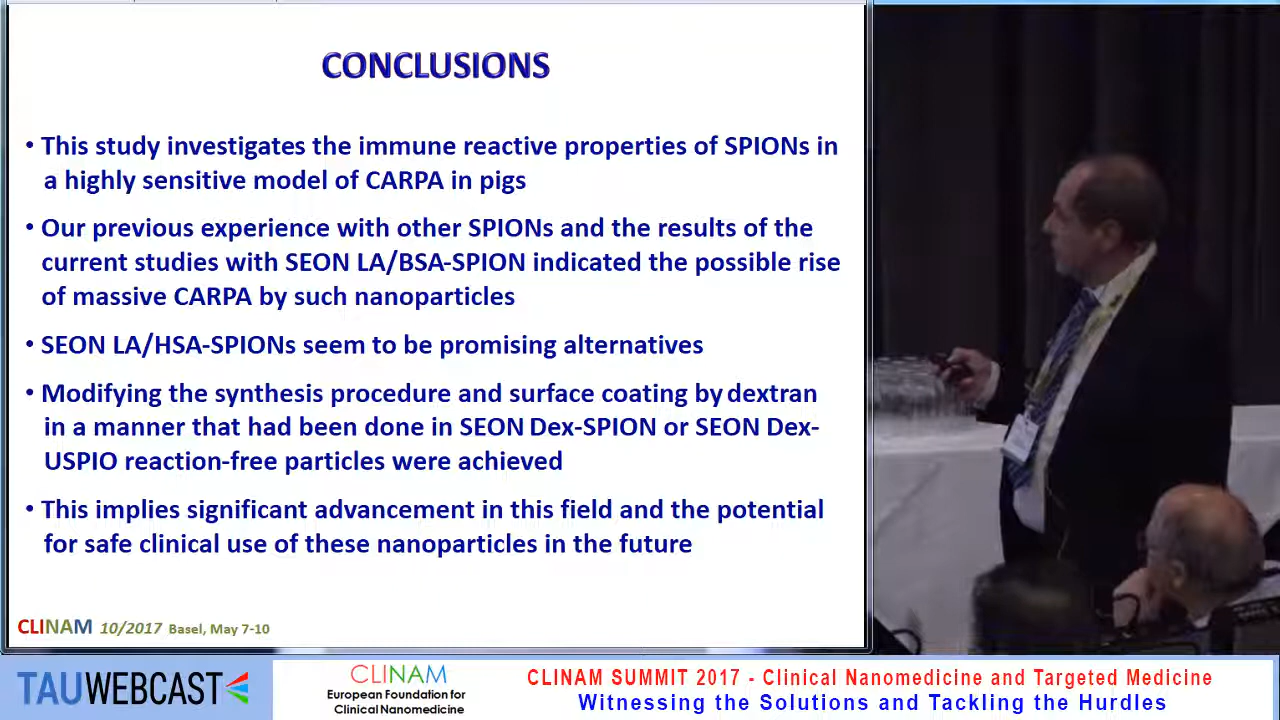 CONCLUSIONS
• This study investigates the immune reactive properties of SPIONs in
a highly sensitive model of CARPA in pigs
• Our previous experience with other SPIONs and the results of the
current studies with SEON LA/BSA-SPION indicated the possible rise
of massive CARPA by such nanoparticles
• SEON LA/HSA-SPIONs seem to be promising alternatives
• Modifying the synthesis procedure and surface coating by dextran
in a manner that had been done in SEON Dex-SPION or SEON Dex-
USPIO reaction-free particles were achieved
• This implies significant advancement in this field and the potential
for safe clinical use of these nanoparticles in the future
CLINAM 10/2017 Basel, May 7-10
TAUWEBCAST
CLINAM
European Foundation for
Clinical Nanomedicine
CLINAM SUMMIT 2017 - Clinical Nanomedicine and Targeted Medicine
Witnessing the Solutions and Tackling the Hurdles